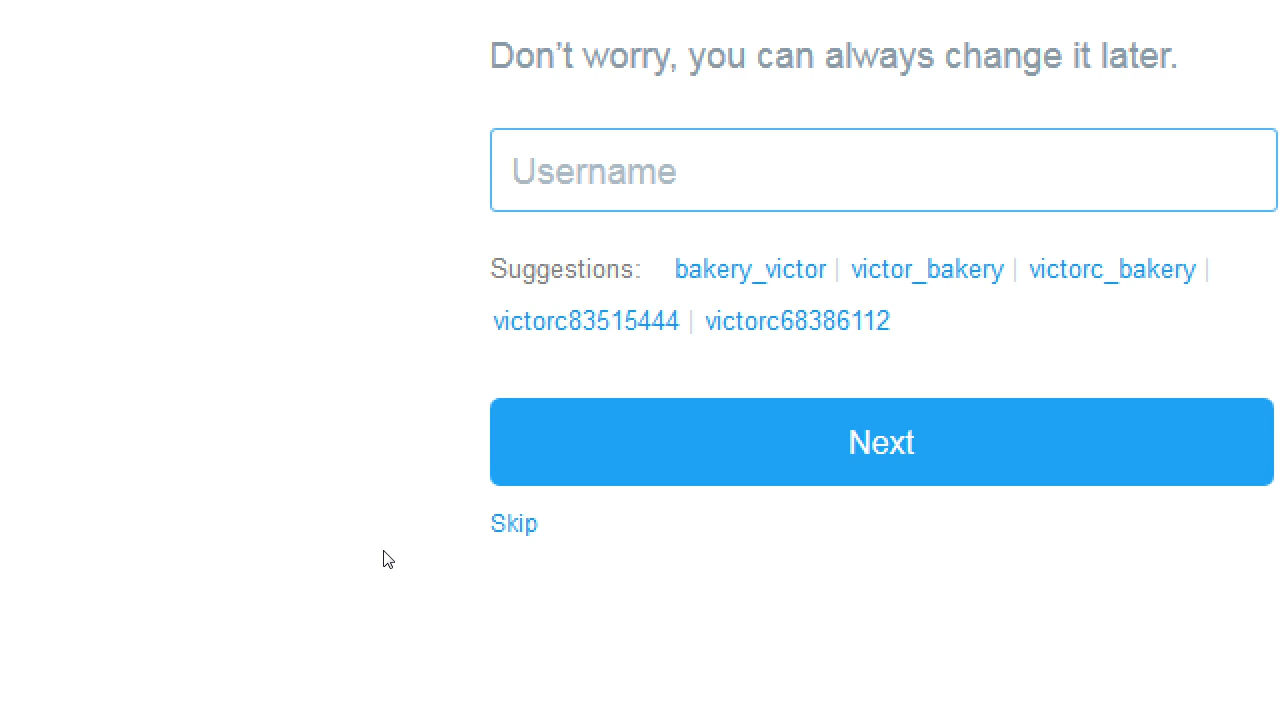 Don't worry, you can always change it later.
Username
Suggestions: bakery_victor | victor_bakery | victorc_bakery |
victorc83515444 | victorc68386112
Next
Skip